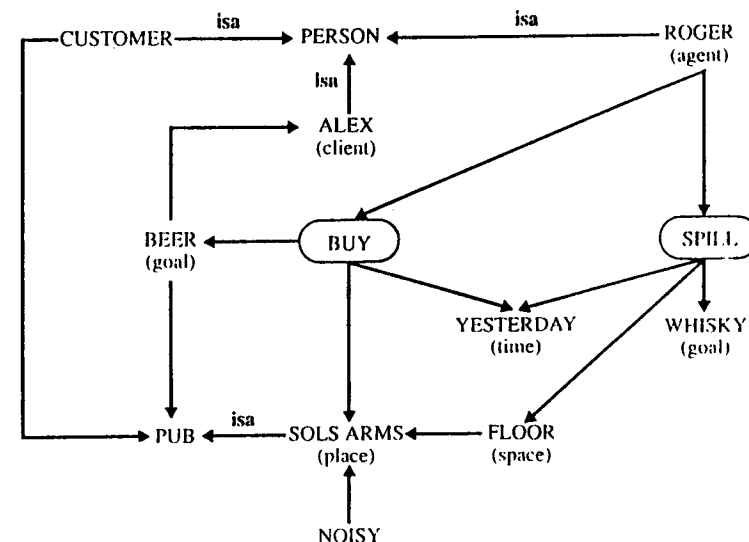 isa
isa
CUSTOMER
PERSON
ROGER
(agent)
isa
ALEX
(client)
BEER
(goal)
BUY
SPILL
YESTERDAY
(time)
WHISKY
(goal)
isa
PUB
SOLS ARMS
(place)
FLOOR
(space)
NOISY